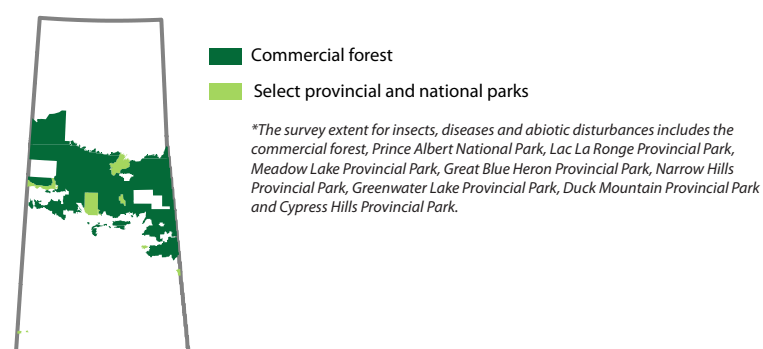 Commercial forest
Select provincial and national parks
*The survey extent for insects, diseases and abiotic disturbances includes the
commercial forest, Prince Albert National Park, Lac La Ronge Provincial Park,
Meadow Lake Provincial Park, Great Blue Heron Provincial Park, Narrow Hills
Provincial Park, Greenwater Lake Provincial Park, Duck Mountain Provincial Park
and Cypress Hills Provincial Park.